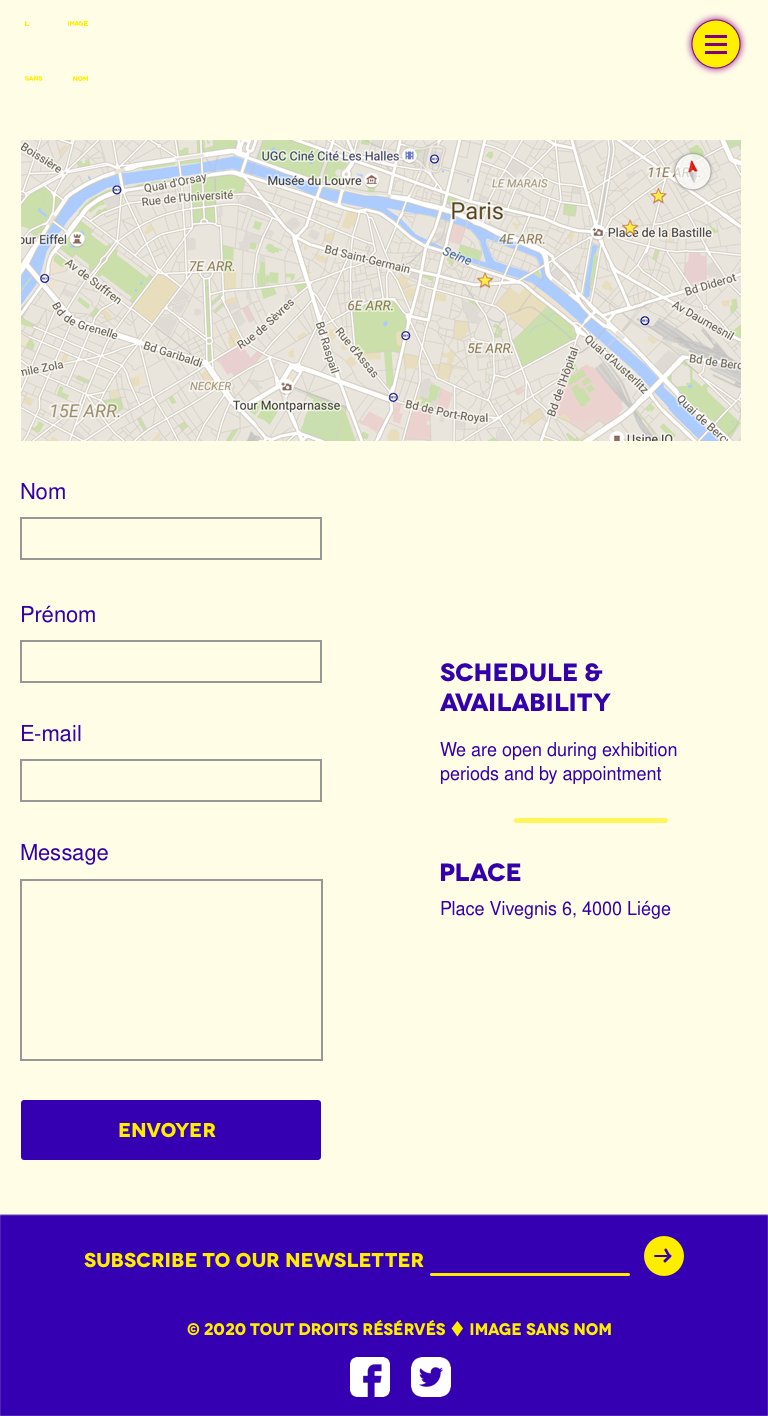 L' IMAGE
SANS NOM
Boissière
UGC Ciné Cité Les Halles
Quai d'Orsay
Musée du Louvre
Rue de l'Université
LE MARAIS
11E
Paris
our Eiffel
4E ARR.
Place de la Bastille
7E ARR.
Bd Saint-Germain
Seine
Av de Suffren
6E ARR.
Bd Diderot
Bd de Grenelle
Rue de Sèvres
Av Daumesnil
Bd Garibaldi
Bd Raspail
Rue d'Assas
5E ARR.
Quai d'Austerlitz
Bd de l'Hôpital
Bd de Berc
mile Zola
NECKER
15E ARR.
Tour Montparnasse
Bd de Port-Royal
Quai de Bercy
Usine IO
Nom
Prénom
E-mail
Message
ENVOYER
SCHEDULE &
AVAILABILITY
We are open during exhibition
periods and by appointment
PLACE
Place Vivegnis 6, 4000 Liége
SUBSCRIBE TO OUR NEWSLETTER
© 2020 TOUT DROITS RÉSÉRVÉS ♦ IMAGE SANS NOM